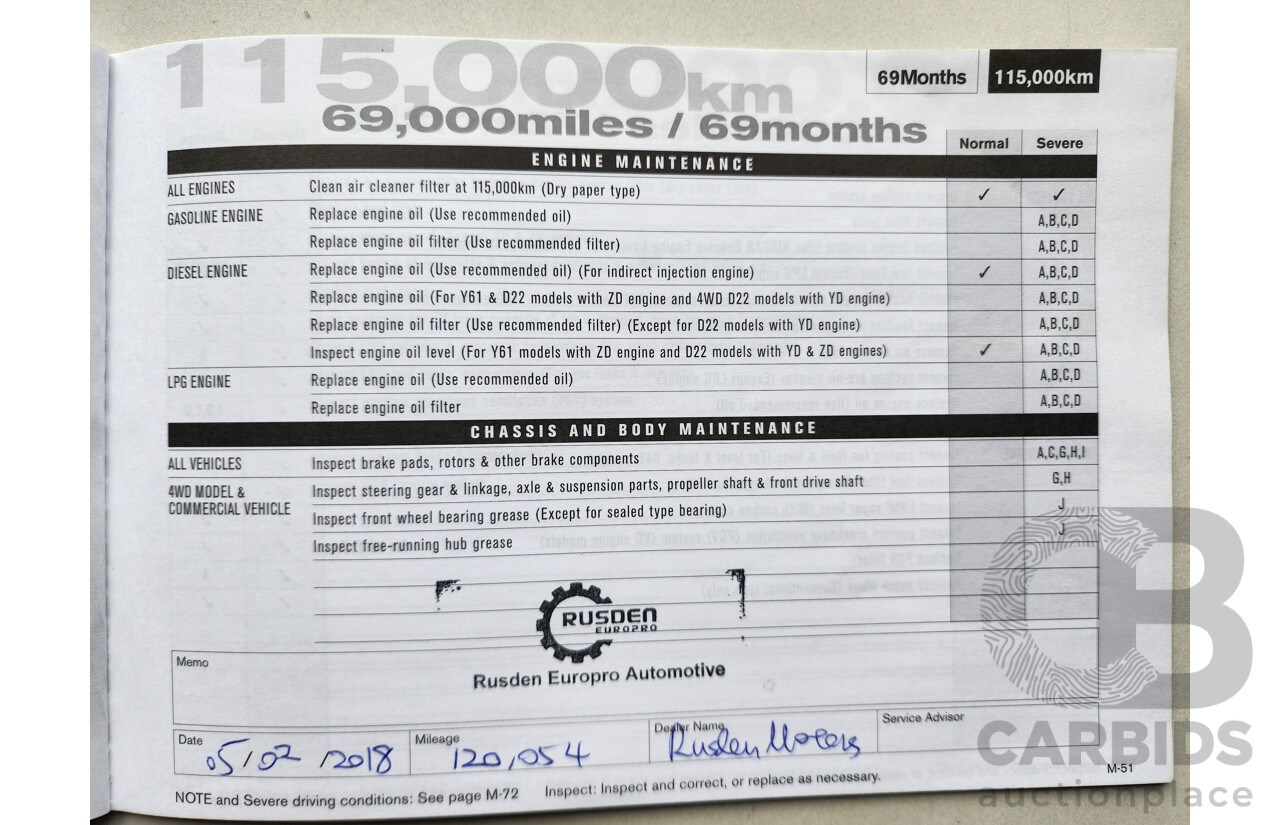 115,000km
69,000miles / 69months
69Months 115,000km
Normal Severe
ENGINE MAINTENANCE
ALL ENGINES Clean air cleaner filter at 115,000km (Dry paper type) ✓ ✓
GASOLINE ENGINE Replace engine oil (Use recommended oil) A,B,C,D
Replace engine oil filter (Use recommended filter) A,B,C,D
DIESEL ENGINE Replace engine oil (Use recommended oil) (For indirect injection engine) ✓ A,B,C,D
Replace engine oil (For Y61 & D22 models with ZD engine and 4WD D22 models with YD engine) A,B,C,D
Replace engine oil filter (Use recommended filter) (Except for D22 models with YD engine) A,B,C,D
Inspect engine oil level (For Y61 models with ZD engine and D22 models with YD & ZD engines) ✓ A,B,C,D
LPG ENGINE Replace engine oil (Use recommended oil) A,B,C,D
Replace engine oil filter A,B,C,D
CHASSIS AND BODY MAINTENANCE
ALL VEHICLES Inspect brake pads, rotors & other brake components A,C,G,H,I
4WD MODEL & Inspect steering gear & linkage, axle & suspension parts, propeller shaft & front drive shaft G,H
COMMERCIAL VEHICLE Inspect front wheel bearing grease (Except for sealed type bearing) J
Inspect free-running hub grease J
RUSDEN
EUROPRO
Rusden Europro Automotive
Memo
Date 05/02/2018 Mileage 120,054 Dealer Name Rusden Motors Service Advisor
NOTE and Severe driving conditions: See page M-72 Inspect: Inspect and correct, or replace as necessary.
M-51
CB
CARBIDS
auctionplace